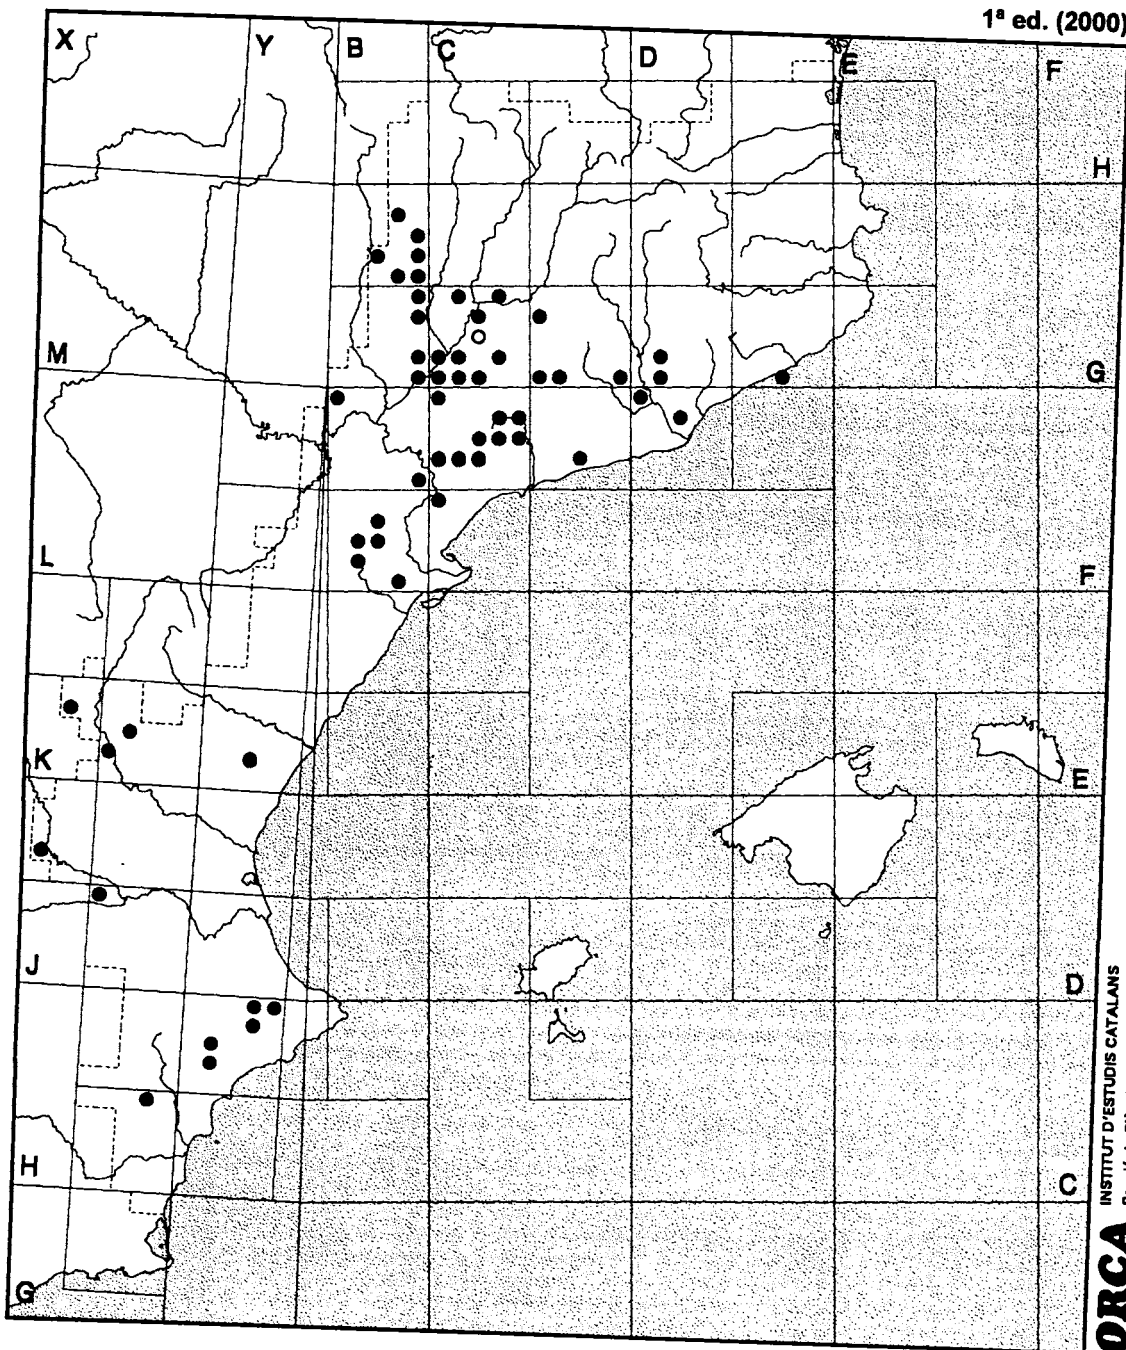 1ª ed. (2000)
X Y B C D E F
H
M G
L F
K E
J D
H C
G
INSTITUT D'ESTUDIS CATALANS
ORCA